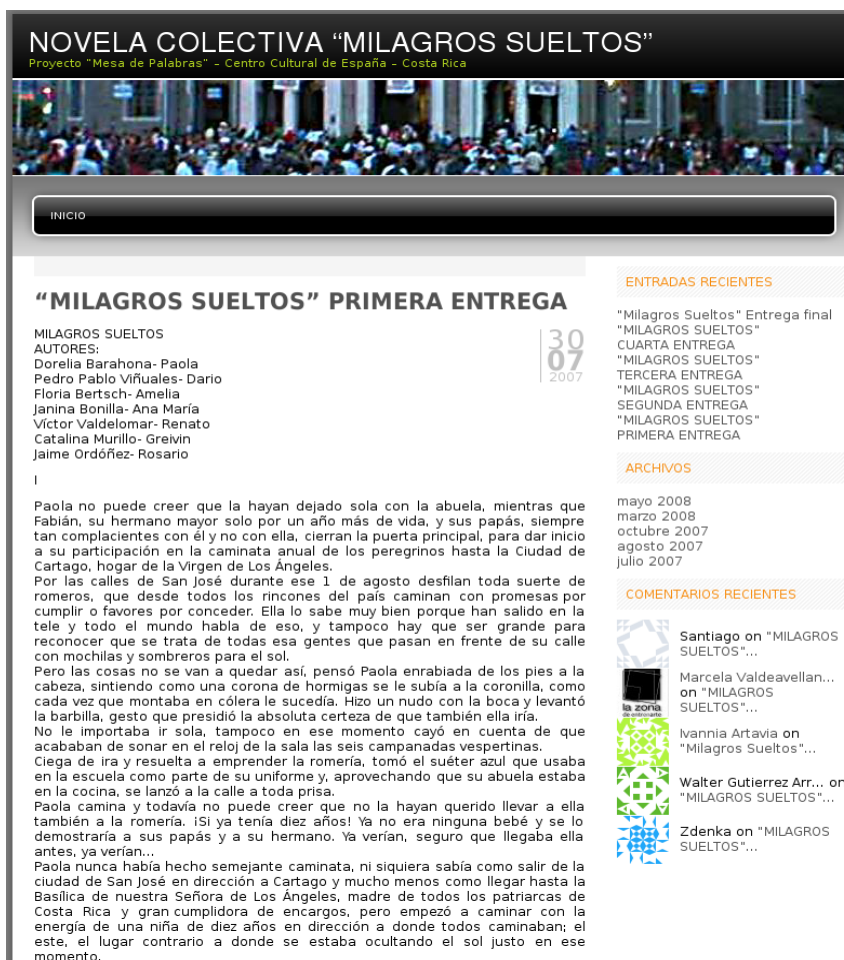 NOVELA COLECTIVA “MILAGROS SUELTOS”
Proyecto “Mesa de Palabras” – Centro Cultural de España – Costa Rica
INICIO
“MILAGROS SUELTOS” PRIMERA ENTREGA
30
07
2007
MILAGROS SUELTOS
AUTORES:
Dorelia Barahona- Paola
Pedro Pablo Viñuales- Dario
Floria Bertsch- Amelia
Janina Bonilla- Ana María
Víctor Valdelomar- Renato
Catalina Murillo- Greivin
Jaime Ordóñez- Rosario
I
Paola no puede creer que la hayan dejado sola con la abuela, mientras que
Fabián, su hermano mayor solo por un año más de vida, y sus papás, siempre
tan complacientes con él y no con ella, cierran la puerta principal, para dar inicio
a su participación en la caminata anual de los peregrinos hasta la Ciudad de
Cartago, hogar de la Virgen de Los Ángeles.
Por las calles de San José durante ese 1 de agosto desfilan toda suerte de
romeros, que desde todos los rincones del país caminan con promesas por
cumplir o favores por conceder. Ella lo sabe muy bien porque han salido en la
tele y todo el mundo habla de eso, y tampoco hay que ser grande para
reconocer que se trata de todas esa gentes que pasan en frente de su calle
con mochilas y sombreros para el sol.
Pero las cosas no se van a quedar así, pensó Paola enrabiada de los pies a la
cabeza, sintiendo como una corona de hormigas se le subía a la coronilla, como
cada vez que montaba en cólera le sucedía. Hizo un nudo con la boca y levantó
la barbilla, gesto que presidió la absoluta certeza de que también ella iría.
No le importaba ir sola, tampoco en ese momento cayó en cuenta de que
acababan de sonar en el reloj de la sala las seis campanadas vespertinas.
Ciega de ira y resuelta a emprender la romería, tomó el suéter azul que usaba
en la escuela como parte de su uniforme y, aprovechando que su abuela estaba
en la cocina, se lanzó a la calle a toda prisa.
Paola camina y todavía no puede creer que no la hayan querido llevar a ella
también a la romería. ¡Si ya tenía diez años! Ya no era ninguna bebé y se lo
demostraría a sus papás y a su hermano. Ya verían, seguro que llegaba ella
antes, ya verían…
Paola nunca había hecho semejante caminata, ni siquiera sabía como salir de la
ciudad de San José en dirección a Cartago y mucho menos como llegar hasta la
Basílica de nuestra Señora de Los Ángeles, madre de todos los patriarcas de
Costa Rica y gran cumplidora de encargos, pero empezó a caminar con la
energía de una niña de diez años en dirección a donde todos caminaban; el
este, el lugar contrario a donde se estaba ocultando el sol justo en ese
momento.
ENTRADAS RECIENTES
"Milagros Sueltos" Entrega final
"MILAGROS SUELTOS"
CUARTA ENTREGA
"MILAGROS SUELTOS"
TERCERA ENTREGA
"MILAGROS SUELTOS"
SEGUNDA ENTREGA
"MILAGROS SUELTOS"
PRIMERA ENTREGA
ARCHIVOS
mayo 2008
marzo 2008
octubre 2007
agosto 2007
julio 2007
COMENTARIOS RECIENTES
Santiago on "MILAGROS
SUELTOS"…
la zona
de entrenarte
Marcela Valdeavellan…
on "MILAGROS
SUELTOS"…
Ivannia Artavia on
"Milagros Sueltos"…
Walter Gutierrez Arr… on
"MILAGROS SUELTOS"…
Zdenka on "MILAGROS
SUELTOS"…